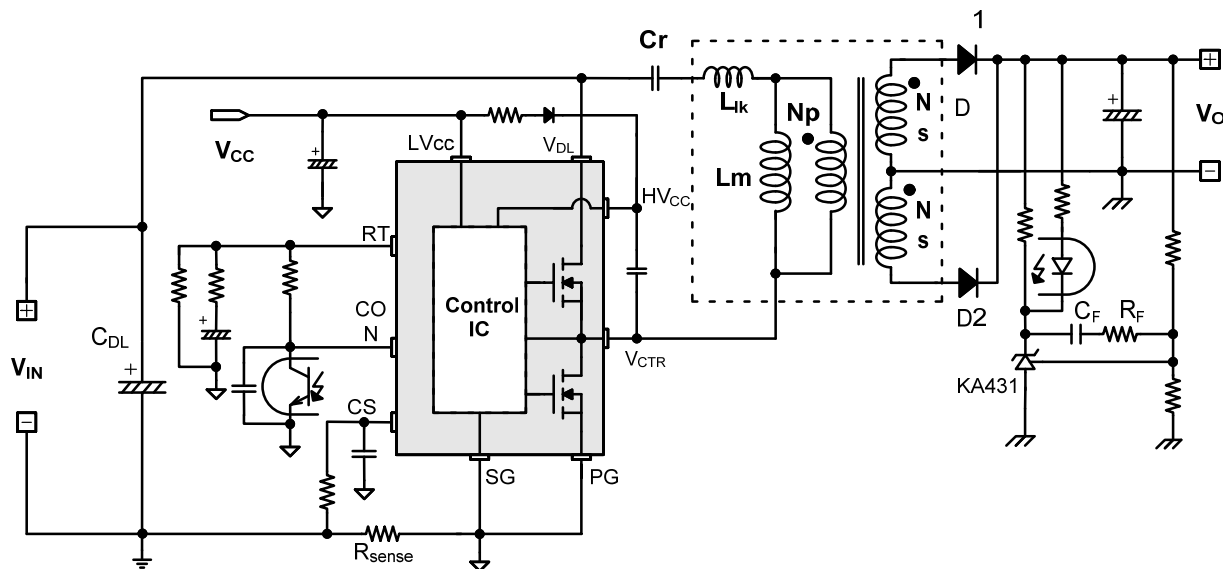 1
Cr
Llk
Np
N
s
D
+
VO
LVCC
VDL
VCC
+
+
Lm
HVCC
N
s
−
RT
CO
N
Control
IC
CF
RF
D2
+
VIN
CDL
+
+
VCTR
KA431
−
CS
SG
PG
Rsense